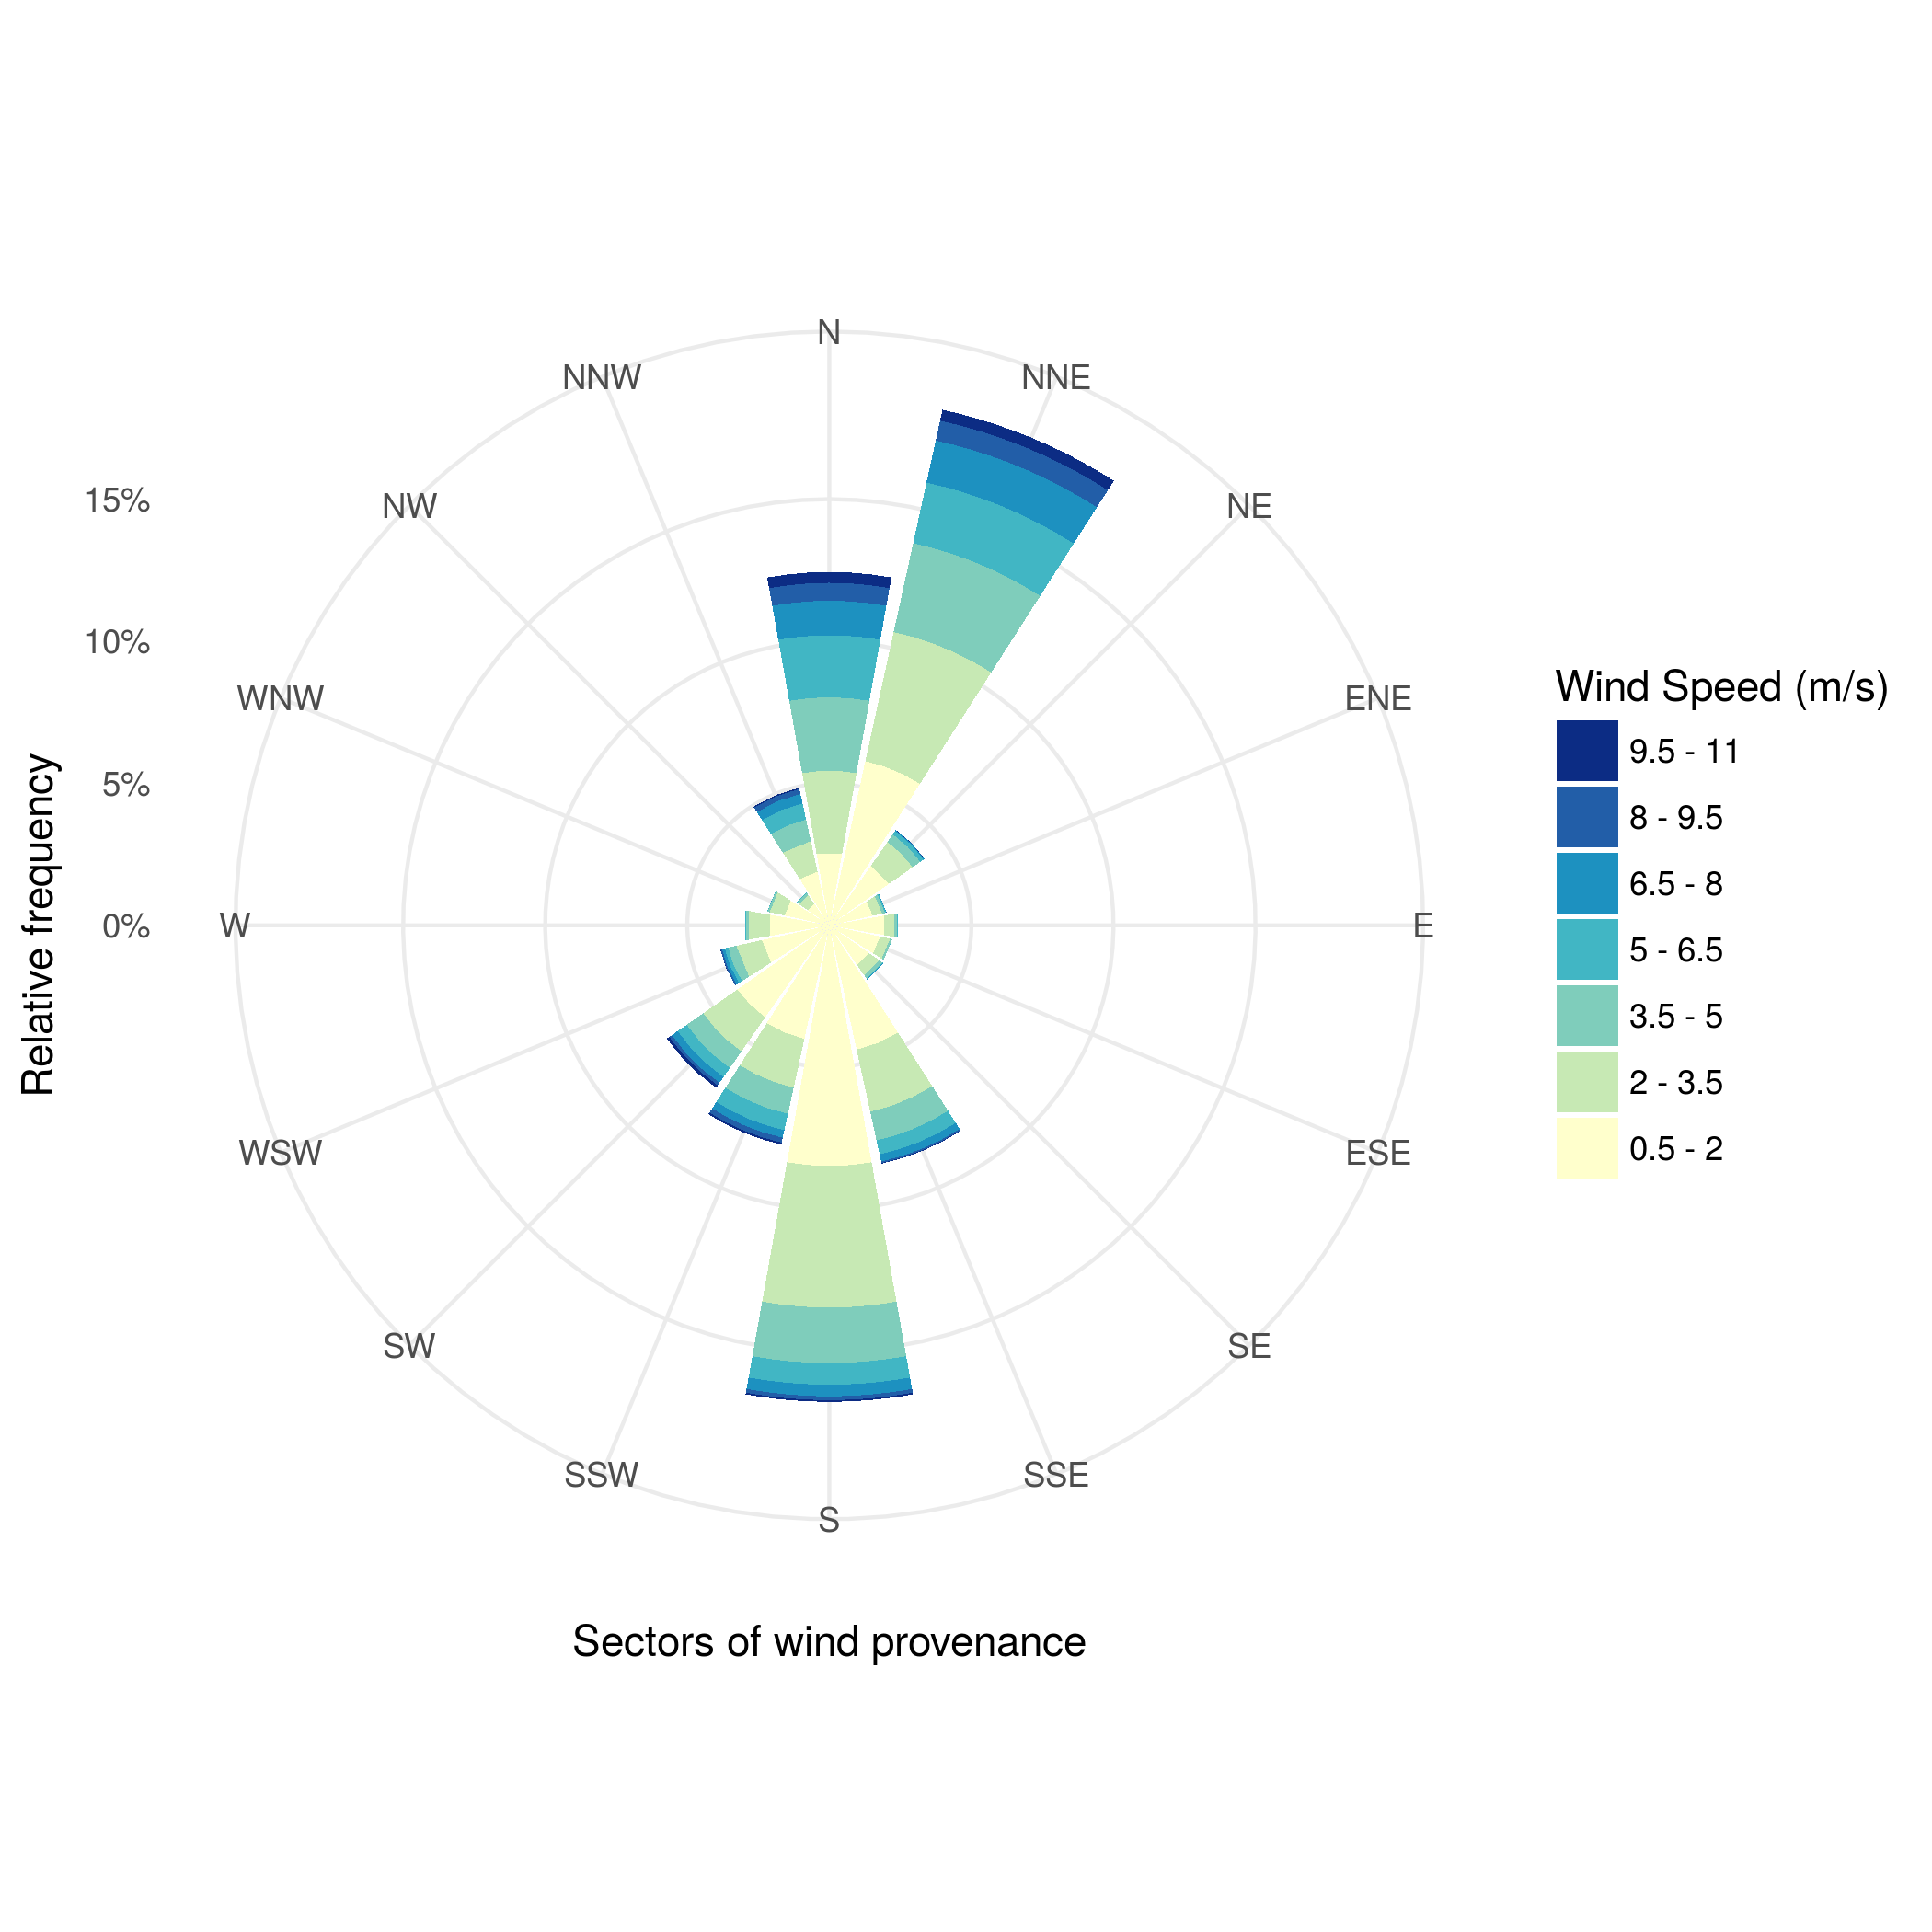 N
NNW
NNE
15%
NW
NE
10%
Wind Speed (m/s)
WNW
ENE
9.5 - 11
5%
8 - 9.5
6.5 - 8
Relative frequency
0%
W
E
5 - 6.5
3.5 - 5
2 - 3.5
WSW
ESE
0.5 - 2
SW
SE
SSW
SSE
S
Sectors of wind provenance